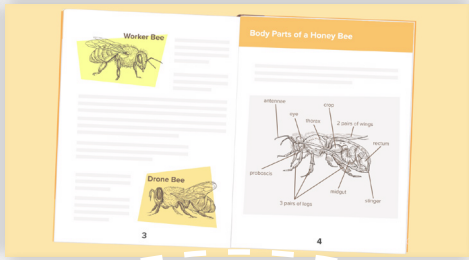 Worker Bee
Drone Bee
3
Body Parts of a Honey Bee
antennae
crop
eye
thorax
2 pairs of wings
rectum
proboscis
midgut
stinger
3 pairs of legs
4